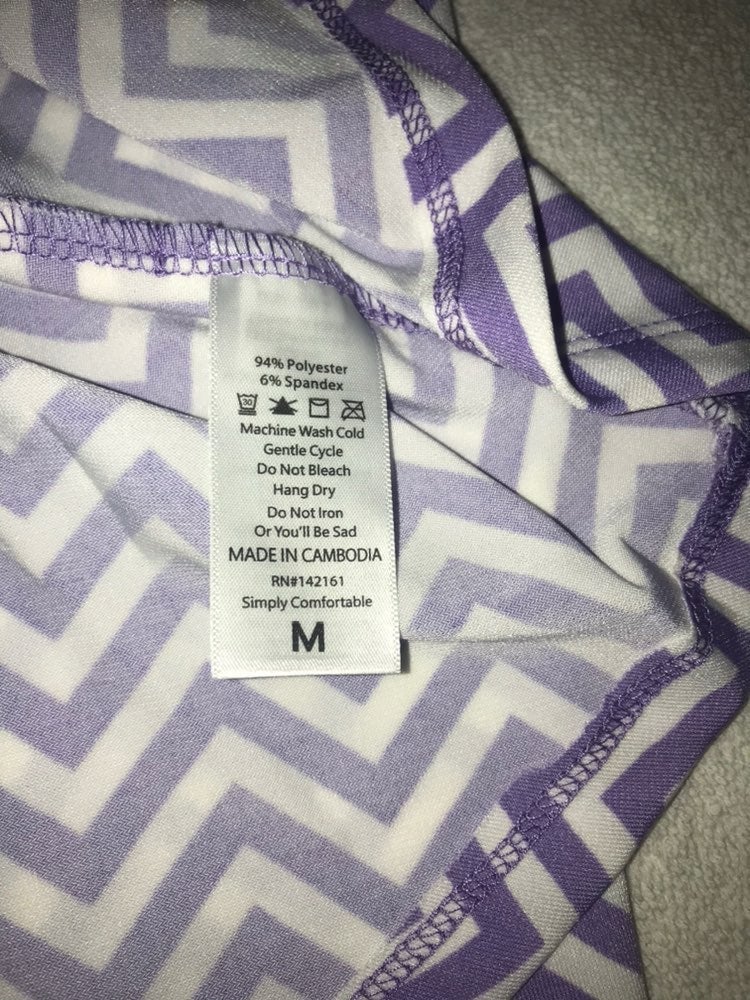 94% Polyester
6% Spandex
30
Machine Wash Cold
Gentle Cycle
Do Not Bleach
Hang Dry
Do Not Iron
Or You'll Be Sad
MADE IN CAMBODIA
RN#142161
Simply Comfortable
M